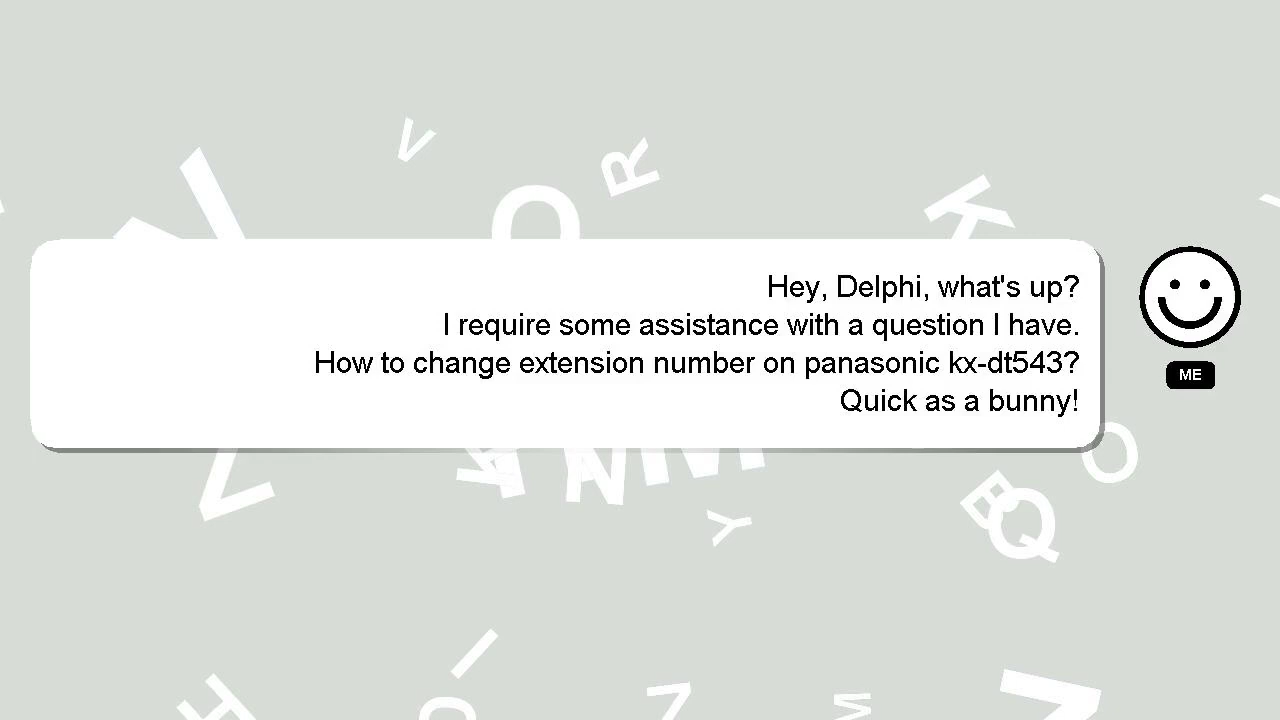 Hey, Delphi, what's up?
I require some assistance with a question I have.
How to change extension number on panasonic kx-dt543?
Quick as a bunny!
ME